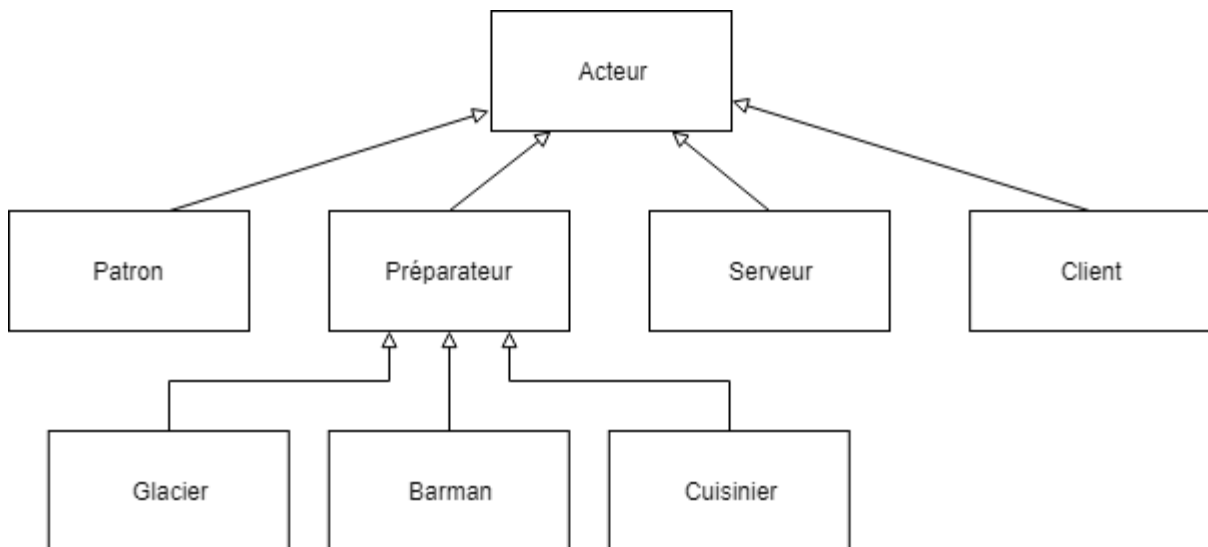 Acteur
Patron
Préparateur
Serveur
Client
Glacier
Barman
Cuisinier